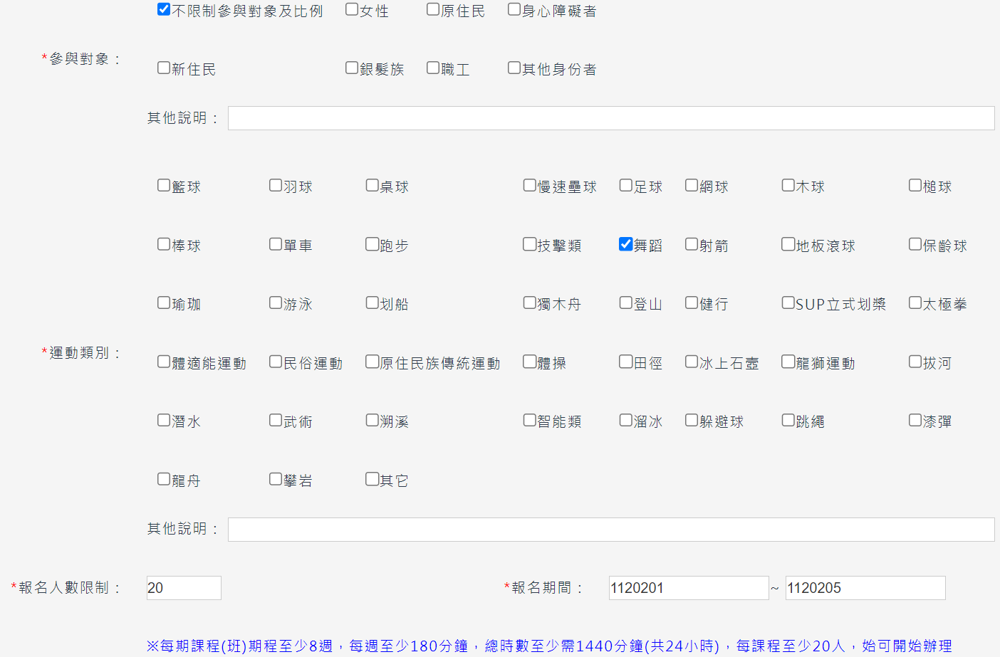 不限制參與對象及比例 女性 原住民 身心障礙者
*參與對象：
新住民 銀髮族 職工 其他身份者
其他說明：
籃球 羽球 桌球 慢速壘球 足球 網球 木球 槌球
棒球 單車 跑步 技擊類 舞蹈 射箭 地板滾球 保齡球
瑜珈 游泳 划船 獨木舟 登山 健行 SUP立式划槳 太極拳
*運動類別：
體適能運動 民俗運動 原住民族傳統運動 體操 田徑 冰上石壺 龍獅運動 拔河
潛水 武術 溯溪 智能類 溜冰 躲避球 跳繩 漆彈
龍舟 攀岩 其它
其他說明：
*報名人數限制： 20 *報名期間： 1120201 ~ 1120205
※每期課程(班)期程至少8週，每週至少180分鐘，總時數至少需1440分鐘(共24小時)，每課程至少20人，始可開始辦理